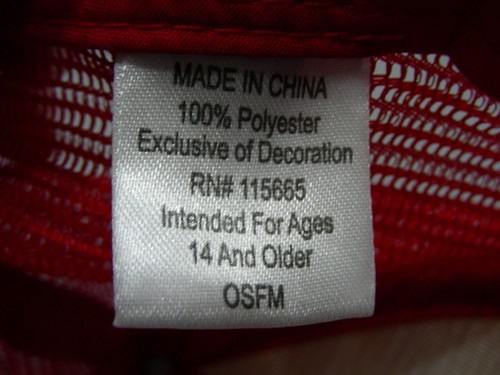 MADE IN CHINA
100% Polyester
Exclusive of Decoration
RN# 115665
Intended For Ages
14 And Older
OSFM